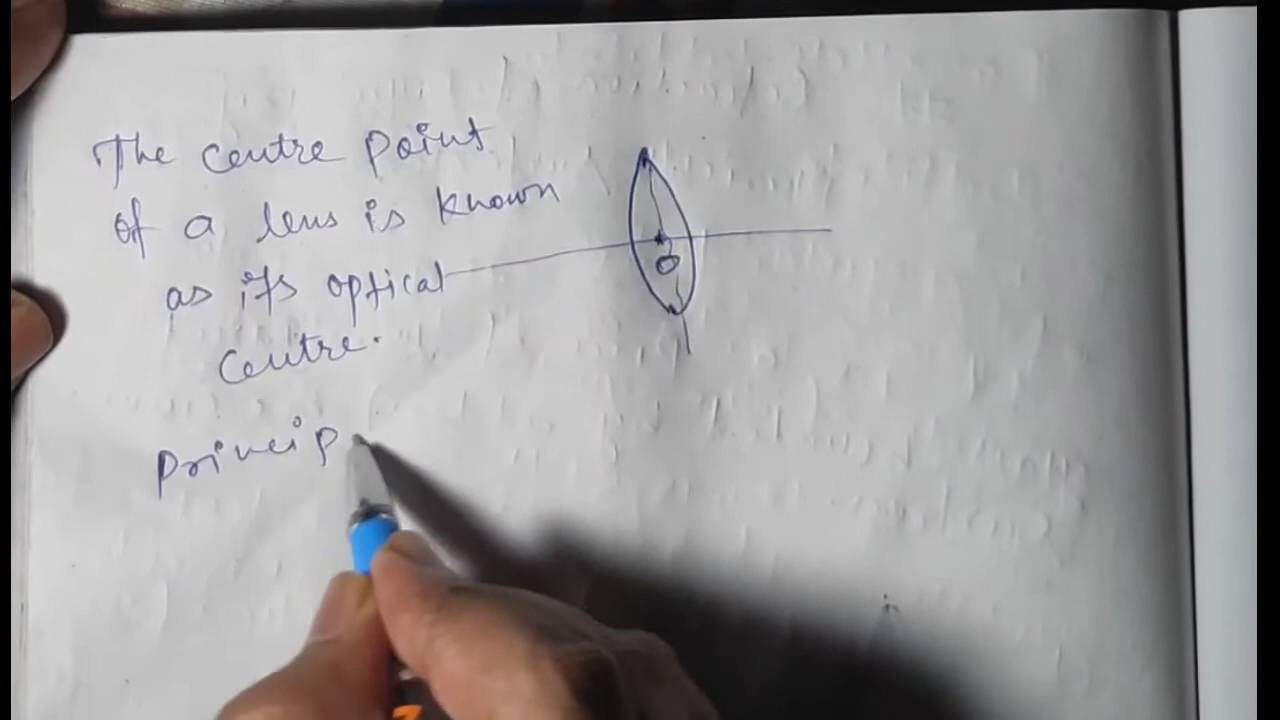 The centre point
of a lens is known
as its optical
centre.
O
Princip